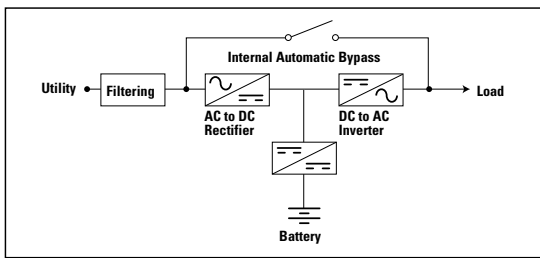 Internal Automatic Bypass
Utility
Filtering
Load
AC to DC
Rectifier
DC to AC
Inverter
Battery